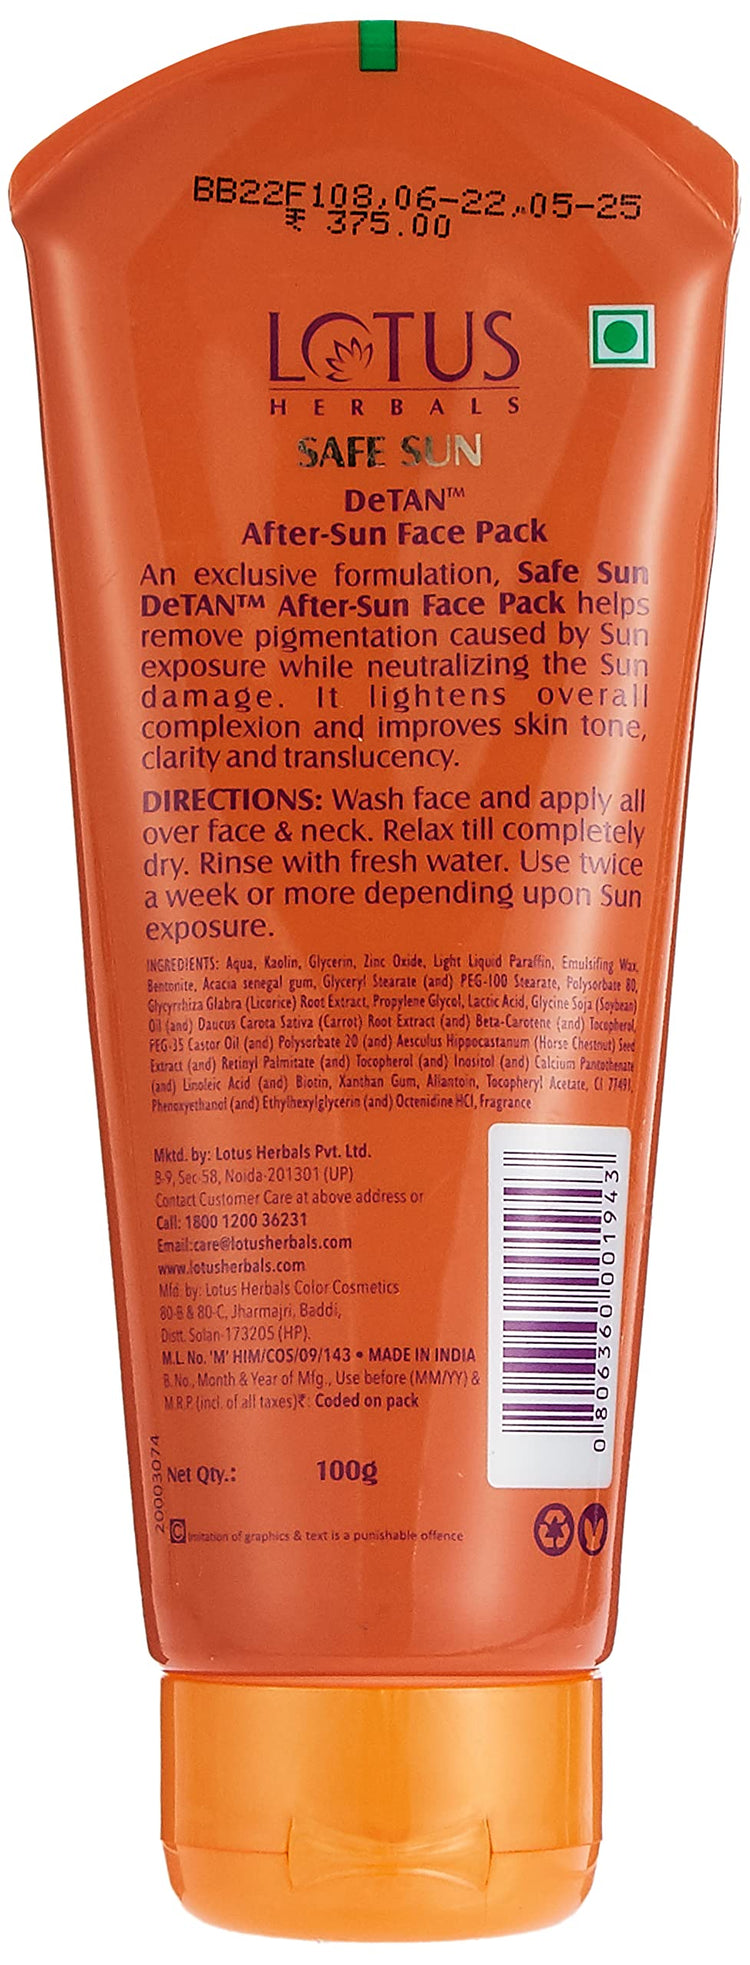 BB22F108,06-22,05-25
₹ 375.00
LOTUS
HERBALS
SAFE SUN
DeTAN™
After-Sun Face Pack
An exclusive formulation, Safe Sun
DeTAN™ After-Sun Face Pack helps
remove pigmentation caused by Sun
exposure while neutralizing the Sun
damage. It lightens overall
complexion and improves skin tone,
clarity and translucency.
DIRECTIONS: Wash face and apply all
over face & neck. Relax till completely
dry. Rinse with fresh water. Use twice
a week or more depending upon Sun
exposure.
INGREDIENTS: Aqua, Kaolin, Glycerin, Zinc Oxide, Light Liquid Paraffin, Emulsifing Wax,
Bentonite, Acacia senegal gum, Glyceryl Stearate (and) PEG-100 Stearate, Polysorbate 80,
Glycyrrhiza Glabra (Licorice) Root Extract, Propylene Glycol, Lactic Acid, Glycine Soja (Soybean)
Oil (and) Daucus Carota Sativa (Carrot) Root Extract (and) Beta-Carotene (and) Tocopherol,
PEG-35 Castor Oil (and) Polysorbate 20 (and) Aesculus Hippocastanum (Horse Chestnut) Seed
Extract (and) Retinyl Palmitate (and) Tocopherol (and) Inositol (and) Calcium Pantothenate
(and) Linoleic Acid (and) Biotin, Xanthan Gum, Allantoin, Tocopheryl Acetate, CI 77491,
Phenoxyethanol (and) Ethylhexylglycerin (and) Octenidine HCl, Fragrance
Mktd. by: Lotus Herbals Pvt. Ltd.
B-9, Sec-58, Noida-201301 (UP)
Contact Customer Care at above address or
Call: 1800 1200 36231
Email:care@lotusherbals.com
www.lotusherbals.com
Mfd. by: Lotus Herbals Color Cosmetics
80-B & 80-C, Jharmajri, Baddi,
Distt. Solan-173205 (HP).
M.L. No. 'M' HIM/COS/09/143 • MADE IN INDIA
B.No., Month & Year of Mfg., Use before (MM/YY) &
M.R.P. (incl. of all taxes)₹: Coded on pack
0 806360 001943
20003074
Net Qty.: 100g
C Imitation of graphics & text is a punishable offence